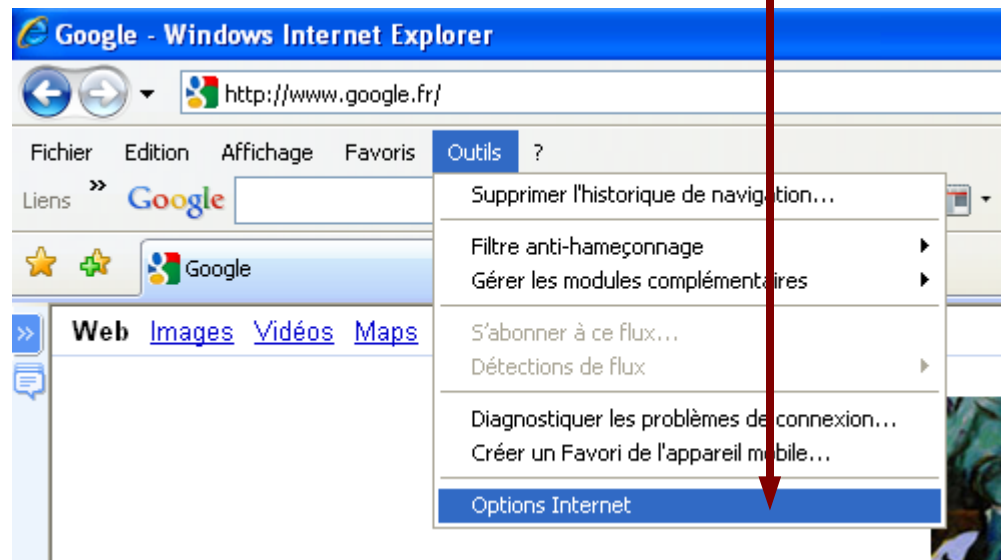 Google - Windows Internet Explorer
http://www.google.fr/
Fichier Edition Affichage Favoris Outils ?
Liens » Google
Supprimer l'historique de navigation...
Filtre anti-hameçonnage
Google
Gérer les modules complémentaires
Web Images Vidéos Maps
S'abonner à ce flux...
Détections de flux
Diagnostiquer les problèmes de connexion...
Créer un Favori de l'appareil mobile...
Options Internet